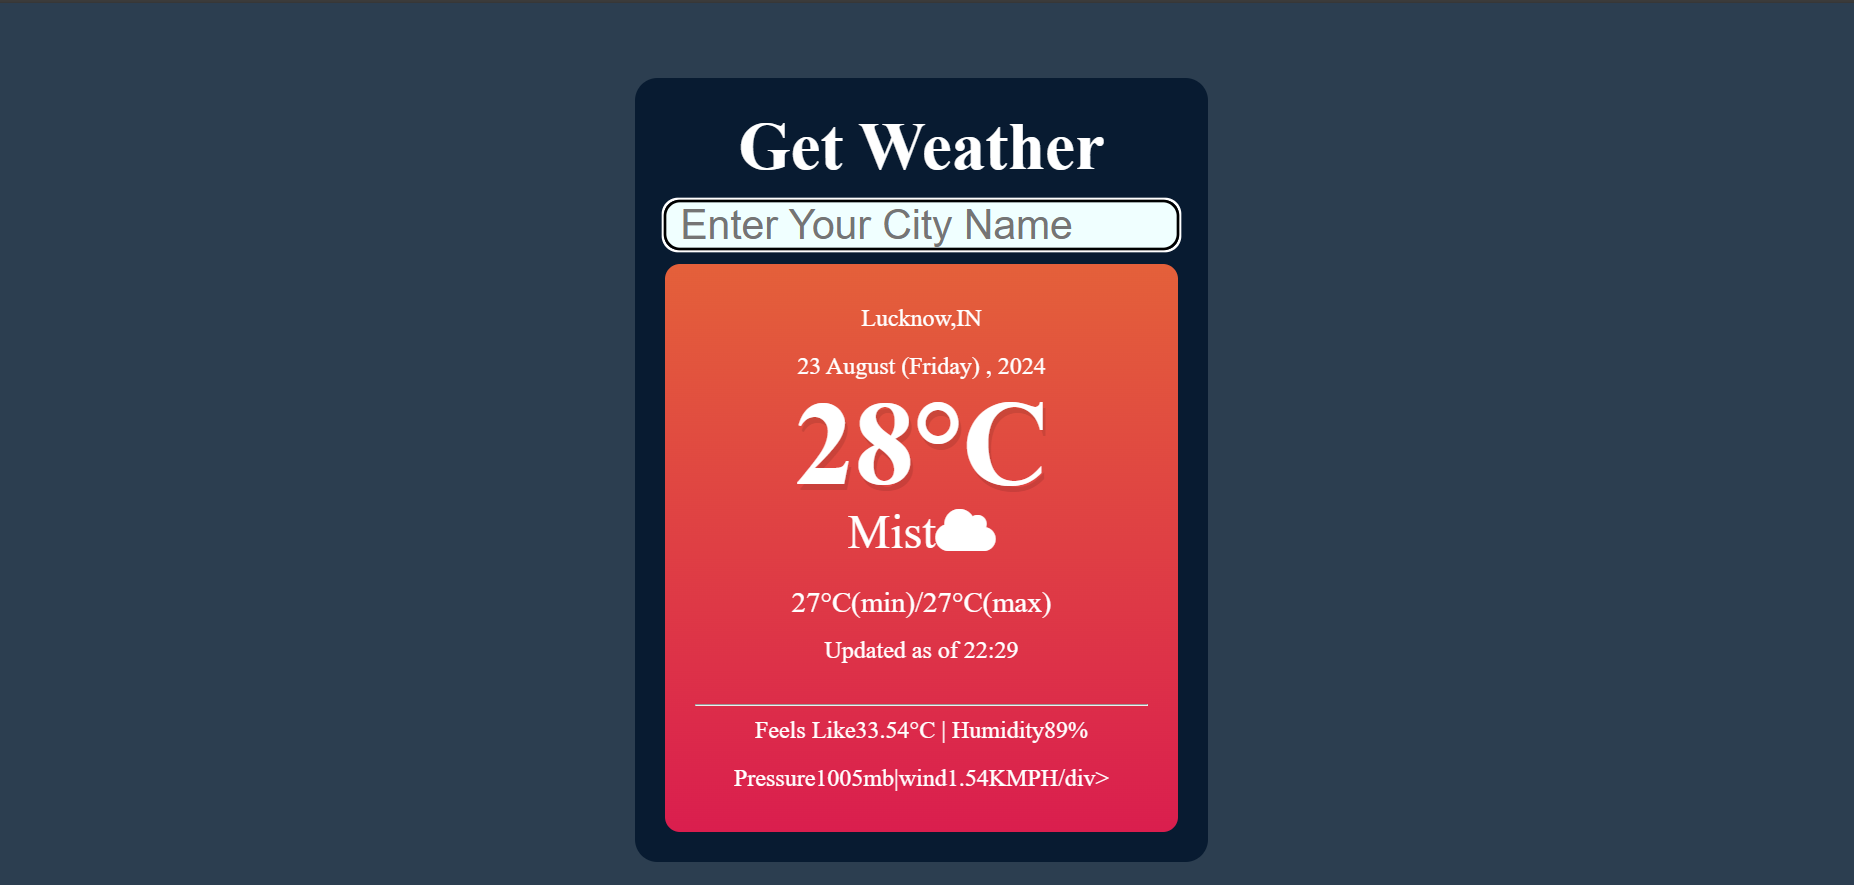 Get Weather
Enter Your City Name
Lucknow,IN
23 August (Friday) , 2024
28°C
Mist
27°C(min)/27°C(max)
Updated as of 22:29
Feels Like33.54°C | Humidity89%
Pressure1005mb|wind1.54KMPH/div>